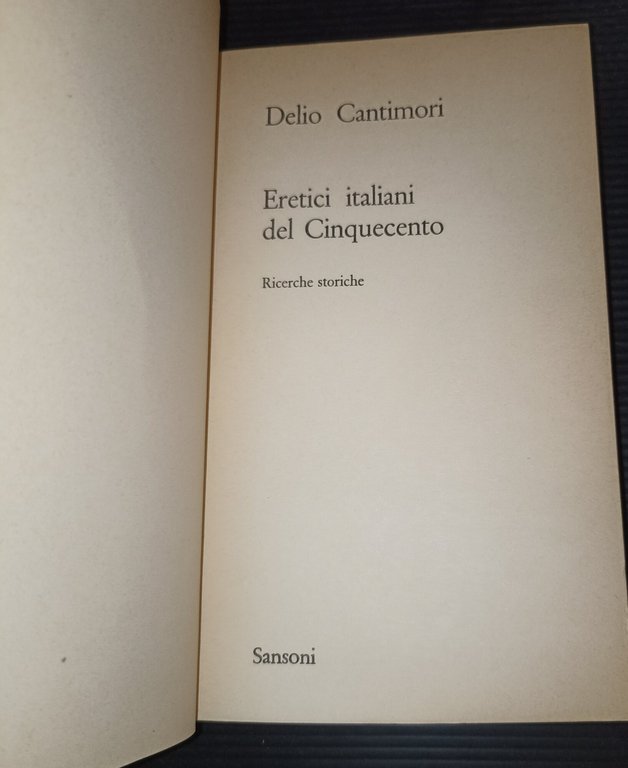 Delio Cantimori
Eretici italiani
del Cinquecento
Ricerche storiche
Sansoni